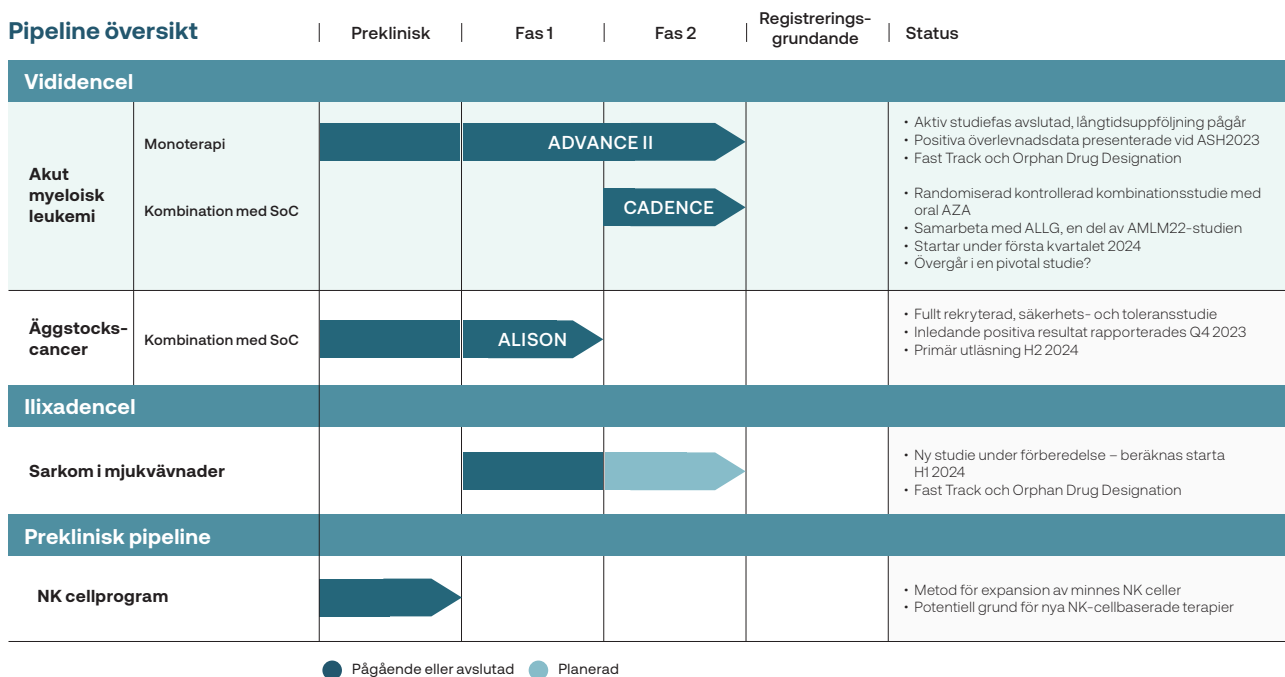 Pipeline översikt
Preklinisk
Fas 1
Fas 2
Registrerings-
grundande
Status
Vididencel
Akut
myeloisk
leukemi
Monoterapi
ADVANCE II
• Aktiv studiefas avslutad, långtidsuppföljning pågår
• Positiva överlevnadsdata presenterade vid ASH2023
• Fast Track och Orphan Drug Designation
Kombination med SoC
CADENCE
• Randomiserad kontrollerad kombinationsstudie med
oral AZA
• Samarbeta med ALLG, en del av AMLM22-studien
• Startar under första kvartalet 2024
• Övergår i en pivotal studie?
Äggstocks-
cancer
Kombination med SoC
ALISON
• Fullt rekryterad, säkerhets- och toleransstudie
• Inledande positiva resultat rapporterades Q4 2023
• Primär utläsning H2 2024
Ilixadencel
Sarkom i mjukvävnader
• Ny studie under förberedelse – beräknas starta
H1 2024
• Fast Track och Orphan Drug Designation
Preklinisk pipeline
NK cellprogram
• Metod för expansion av minnes NK celler
• Potentiell grund för nya NK-cellbaserade terapier
Pågående eller avslutad
Planerad